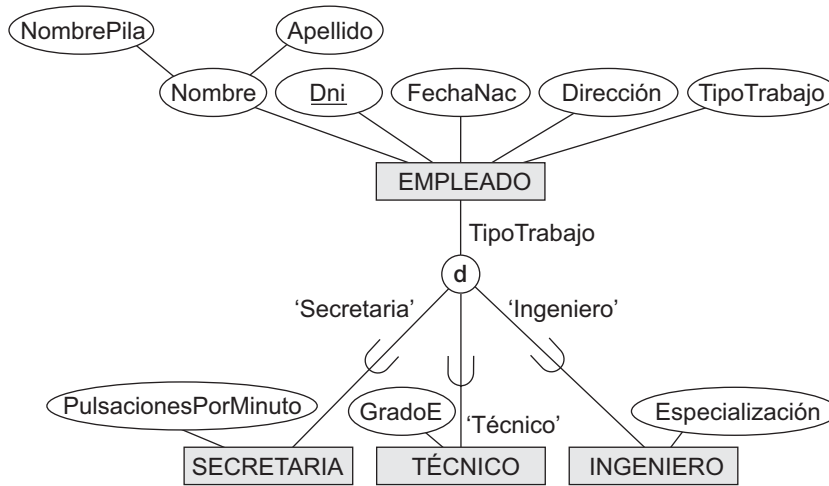 NombrePila
Apellido
Nombre
Dni
FechaNac
Dirección
TipoTrabajo
EMPLEADO
TipoTrabajo
d
‘Secretaria’
‘Ingeniero’
PulsacionesPorMinuto
GradoE
‘Técnico’
Especialización
SECRETARIA
TÉCNICO
INGENIERO